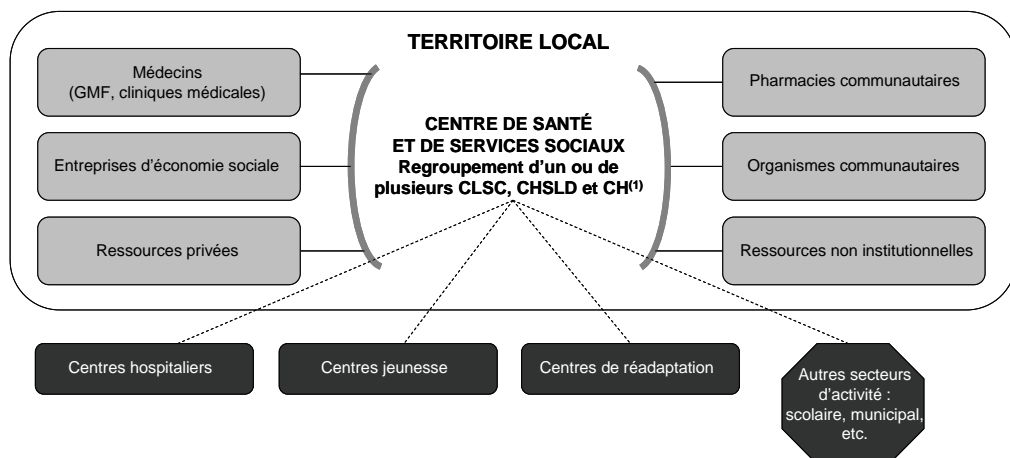 TERRITOIRE LOCAL
Médecins
(GMF, cliniques médicales)
Entreprises d'économie sociale
Ressources privées
CENTRE DE SANTÉ
ET DE SERVICES SOCIAUX
Regroupement d'un ou de
plusieurs CLSC, CHSLD et CH(1)
Pharmacies communautaires
Organismes communautaires
Ressources non institutionnelles
Centres hospitaliers
Centres jeunesse
Centres de réadaptation
Autres secteurs
d'activité :
scolaire, municipal,
etc.